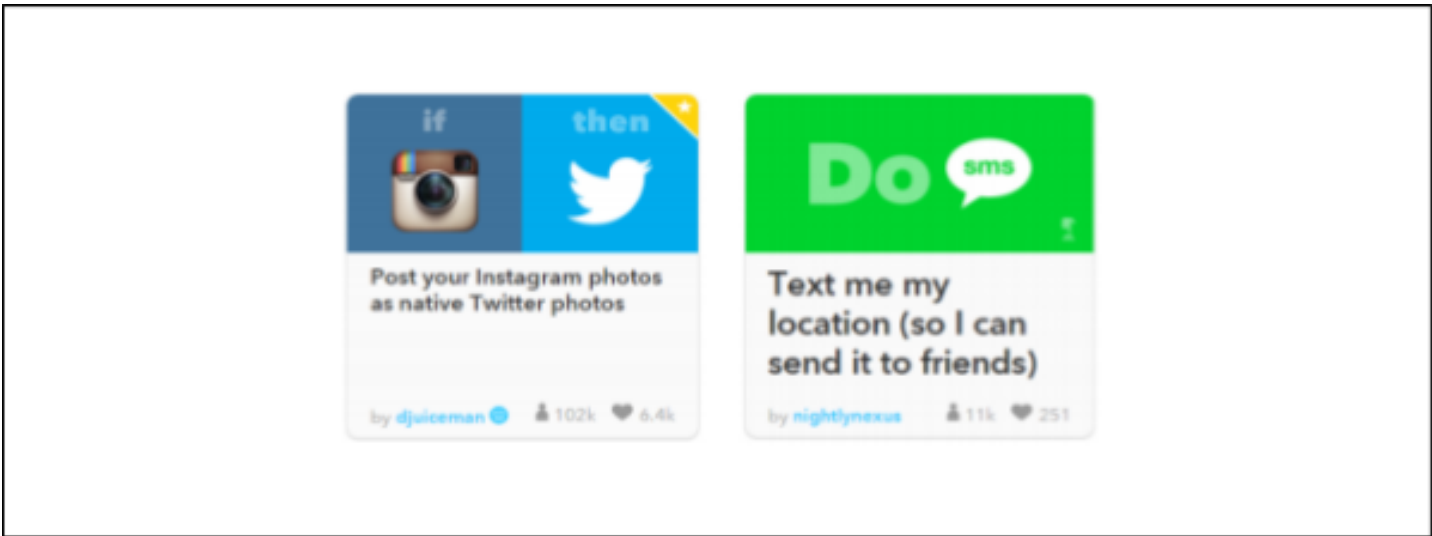 if
then
Post your Instagram photos
as native Twitter photos
by djuiceman 102k 6.4k
Do sms
Text me my
location (so I can
send it to friends)
by nightlynexus 11k 251